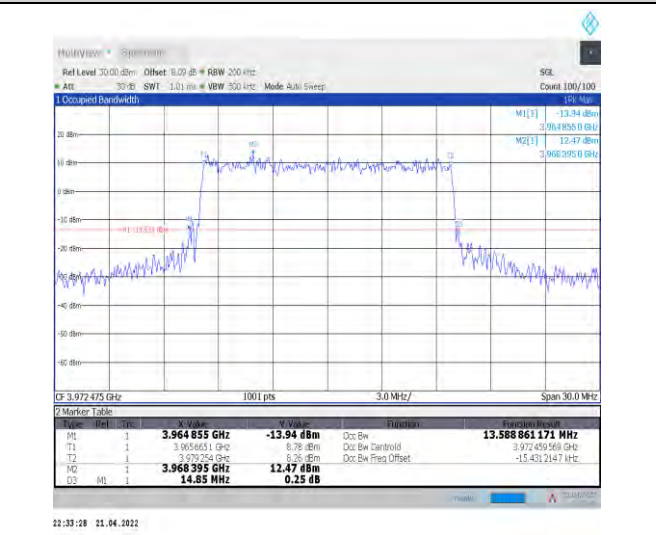 MultiView Spectrum
Ref Level 30.00 dBm Offset 8.09 dB RBW 200 kHz SGL
Att 30 dB SWT 1.01 ms VBW 500 kHz Mode Auto Sweep Count 100/100
1 Occupied Bandwidth 1Pk Max
M1[1] -13.94 dBm
3.964855 0 GHz
M2[1] 12.47 dBm
3.968395 0 GHz
20 dBm
M2
T1 T2
10 dBm
0 dBm
-10 dBm
-20 dBm
-30 dBm
-40 dBm
-50 dBm
-60 dBm
CF 3.972 475 GHz 1001 pts 3.0 MHz/ Span 30.0 MHz
2 Marker Table
Type Ref Trc X-Value Y-Value Function Function Result
M1 1 3.964 855 GHz -13.94 dBm Occ Bw 13.588 861 171 MHz
T1 1 3.965 665 1 GHz 8.78 dBm Occ Bw Centroid 3.972 459 569 GHz
T2 1 3.979 254 GHz 8.26 dBm Occ Bw Freq Offset -15.431 214 7 kHz
M2 1 3.968 395 GHz 12.47 dBm
D3 M1 1 14.85 MHz 0.25 dB
22:33:28 21.04.2022